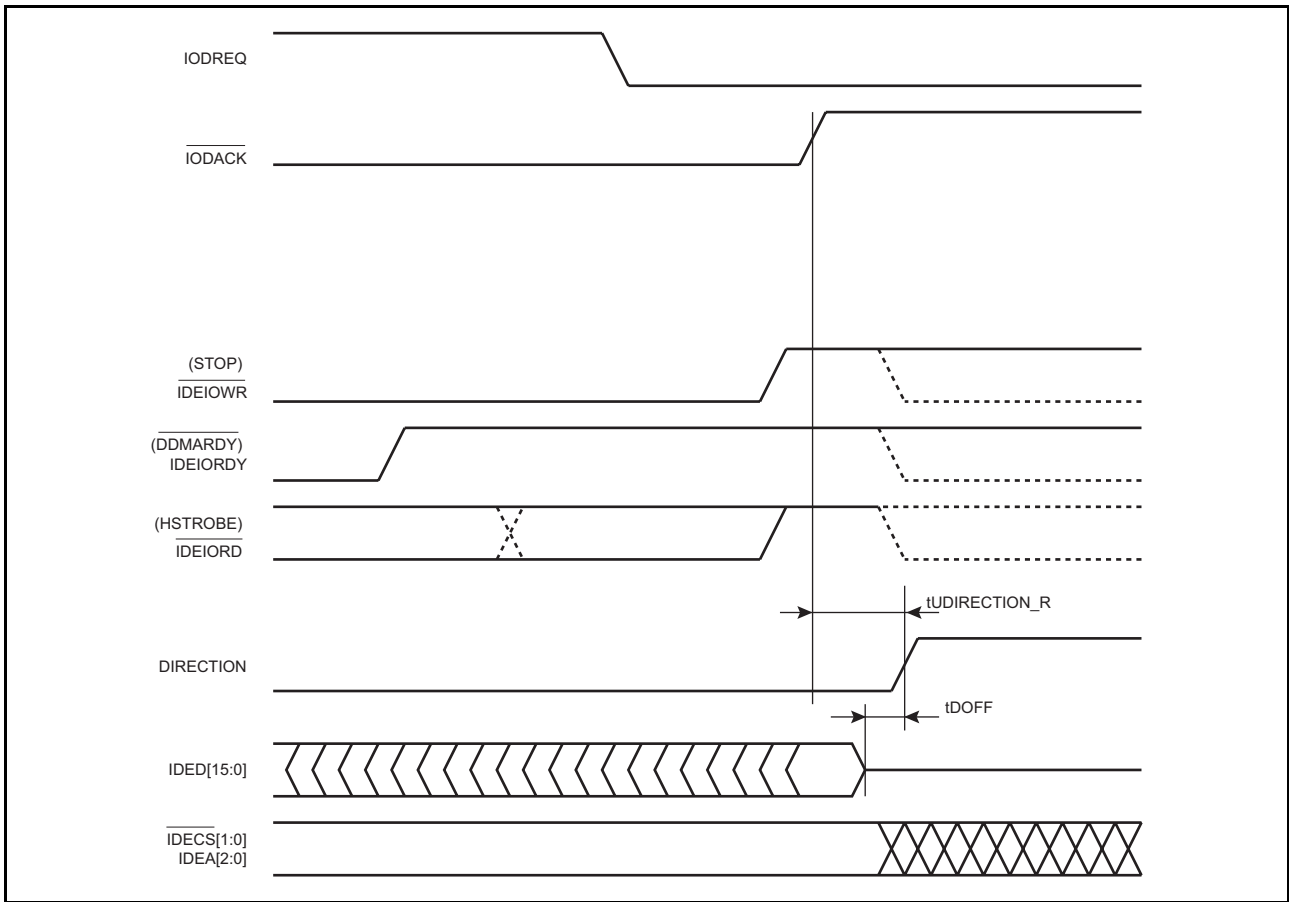 IODREQ
IODACK
(STOP)
IDEIOWR
(DDMARDY)
IDEIORDY
(HSTROBE)
IDEIORD
tUDIRECTION_R
DIRECTION
tDOFF
IDED[15:0]
IDECS[1:0]
IDEA[2:0]